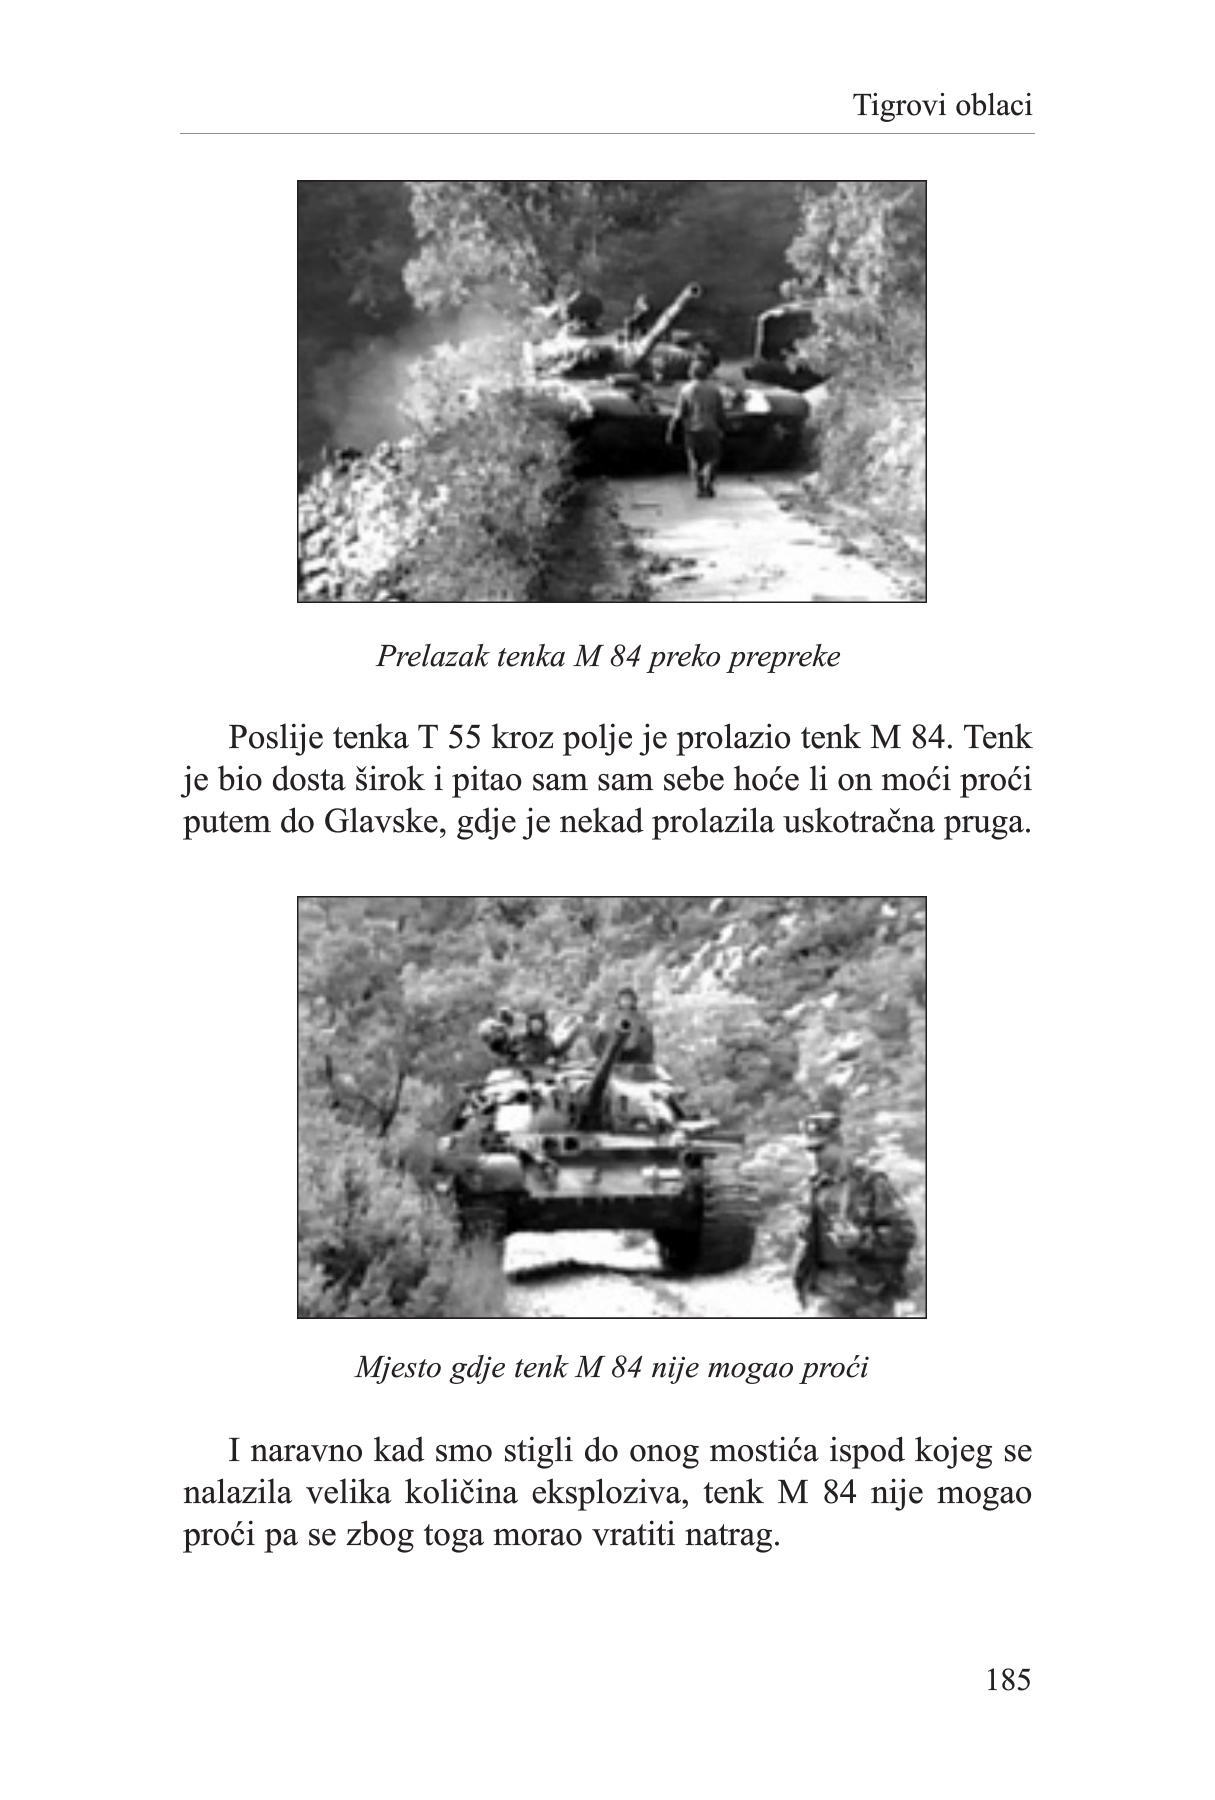 Tigrovi oblaci
Prelazak tenka M 84 preko prepreke
Poslije tenka T 55 kroz polje je prolazio tenk M 84. Tenk
je bio dosta širok i pitao sam sam sebe hoće li on moći proći
putem do Glavske, gdje je nekad prolazila uskotračna pruga.
Mjesto gdje tenk M 84 nije mogao proći
I naravno kad smo stigli do onog mostića ispod kojeg se
nalazila velika količina eksploziva, tenk M 84 nije mogao
proći pa se zbog toga morao vratiti natrag.
185